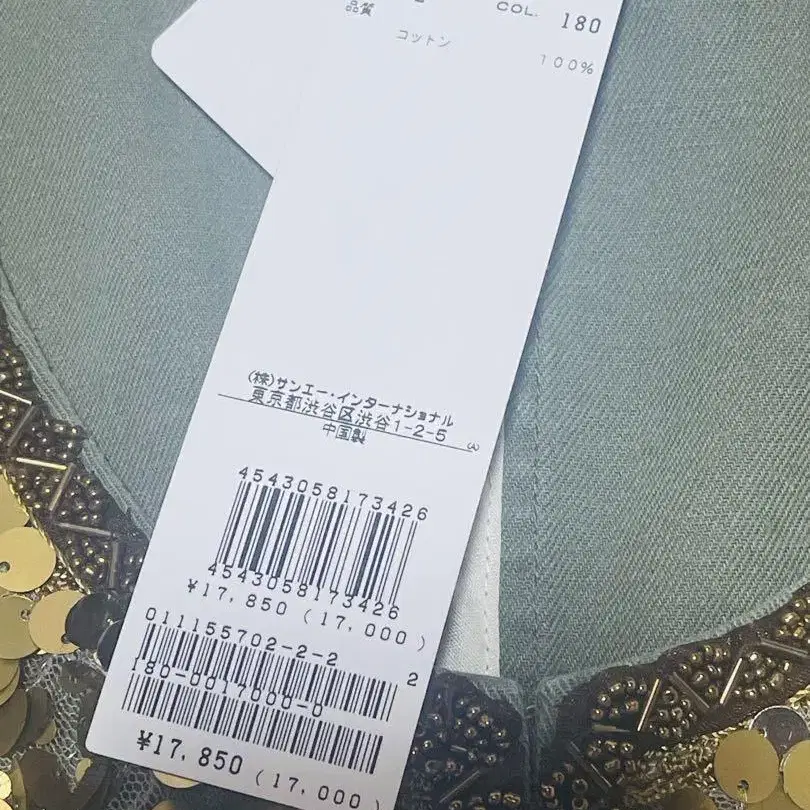 COL. 180
品質
コットン 100%
(株)サンエー・インターナショナル
東京都渋谷区渋谷1-2-5
中国製 3
4543058173426
4543058173426
¥17,850 (17,000)
011155702-2-2 2
180-0017000-0
¥17,850 (17,000)